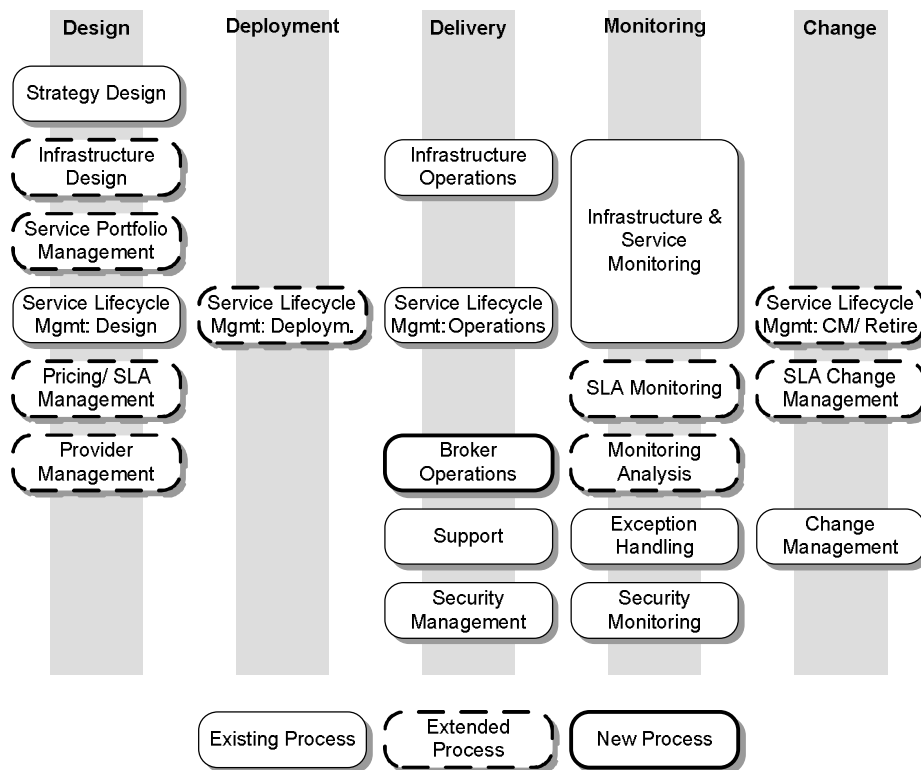 Design
Deployment
Delivery
Monitoring
Change
Strategy Design
Infrastructure
Design
Infrastructure
Operations
Infrastructure &
Service
Monitoring
Service Portfolio
Management
Service Lifecycle
Mgmt: Design
Service Lifecycle
Mgmt: Deploym.
Service Lifecycle
Mgmt: Operations
Service Lifecycle
Mgmt: CM/ Retire
Pricing/ SLA
Management
SLA Monitoring
SLA Change
Management
Provider
Management
Broker
Operations
Monitoring
Analysis
Support
Exception
Handling
Change
Management
Security
Management
Security
Monitoring
Existing Process
Extended
Process
New Process